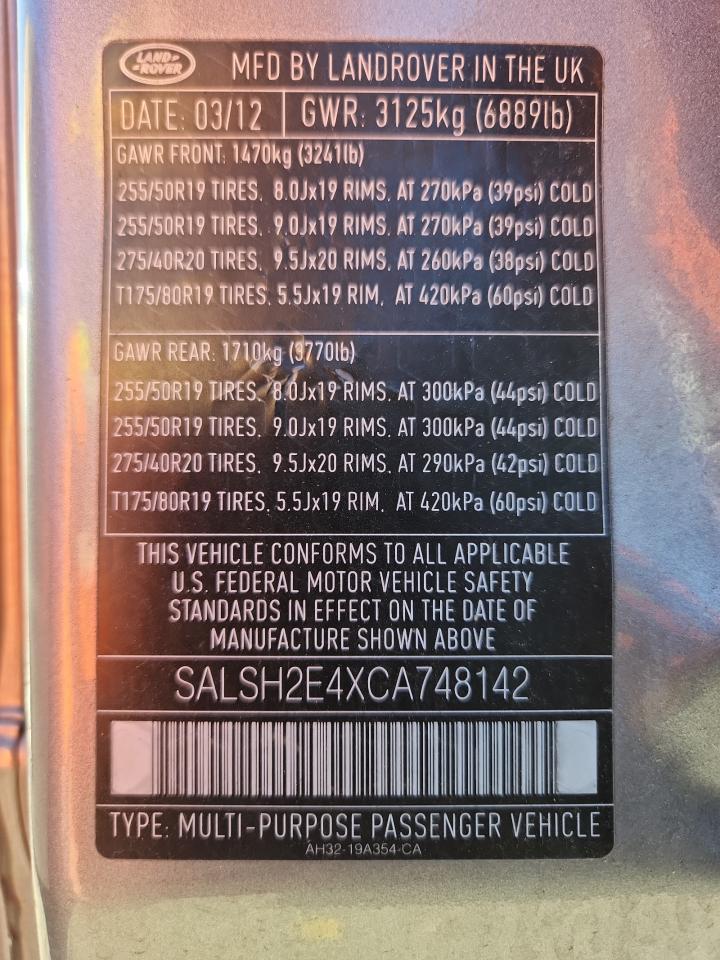 LAND-
-ROVER
MFD BY LANDROVER IN THE UK
DATE: 03/12 GWR: 3125kg (6889lb)
GAWR FRONT: 1470kg (3241lb)
255/50R19 TIRES, 8.0Jx19 RIMS, AT 270kPa (39psi) COLD
255/50R19 TIRES, 9.0Jx19 RIMS, AT 270kPa (39psi) COLD
275/40R20 TIRES, 9.5Jx20 RIMS, AT 260kPa (38psi) COLD
T175/80R19 TIRES, 5.5Jx19 RIM, AT 420kPa (60psi) COLD
GAWR REAR: 1710kg (3770lb)
255/50R19 TIRES, 8.0Jx19 RIMS, AT 300kPa (44psi) COLD
255/50R19 TIRES, 9.0Jx19 RIMS, AT 300kPa (44psi) COLD
275/40R20 TIRES, 9.5Jx20 RIMS, AT 290kPa (42psi) COLD
T175/80R19 TIRES, 5.5Jx19 RIM, AT 420kPa (60psi) COLD
THIS VEHICLE CONFORMS TO ALL APPLICABLE
U.S. FEDERAL MOTOR VEHICLE SAFETY
STANDARDS IN EFFECT ON THE DATE OF
MANUFACTURE SHOWN ABOVE
SALSH2E4XCA748142
TYPE: MULTI-PURPOSE PASSENGER VEHICLE
AH32-19A354-CA